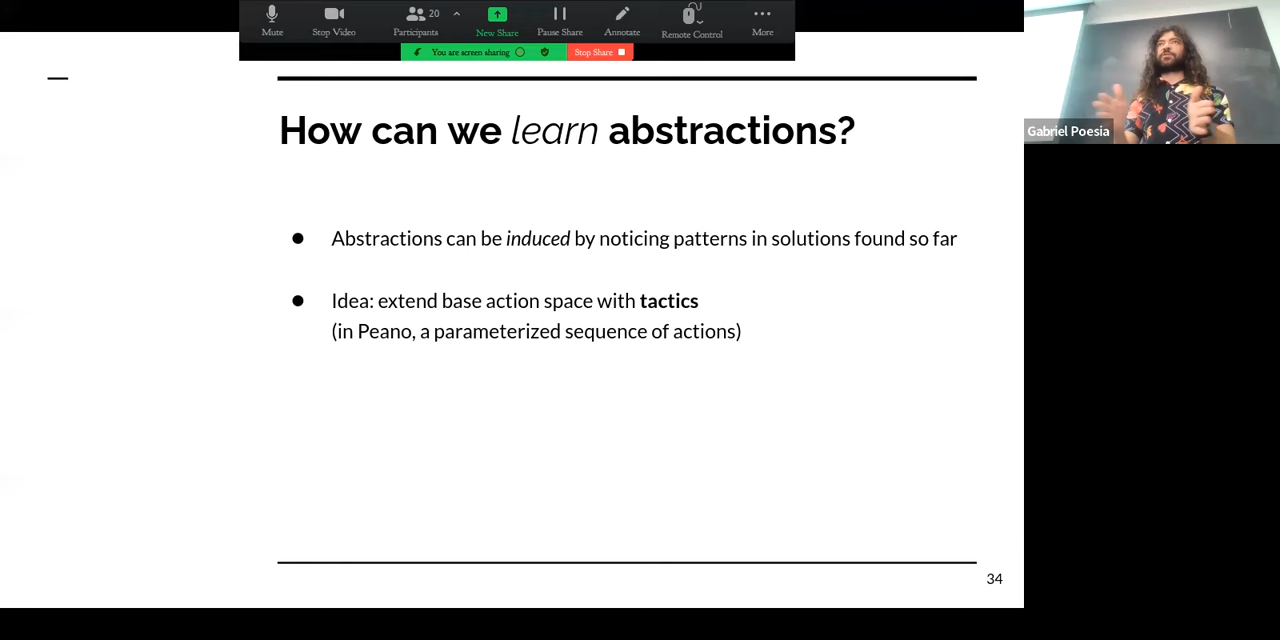 20
Mute
Stop Video
Participants
New Share
Pause Share
Annotate
Remote Control
More
You are screen sharing
Stop Share
Gabriel Poesia
How can we learn abstractions?
● Abstractions can be induced by noticing patterns in solutions found so far
● Idea: extend base action space with tactics
(in Peano, a parameterized sequence of actions)
34